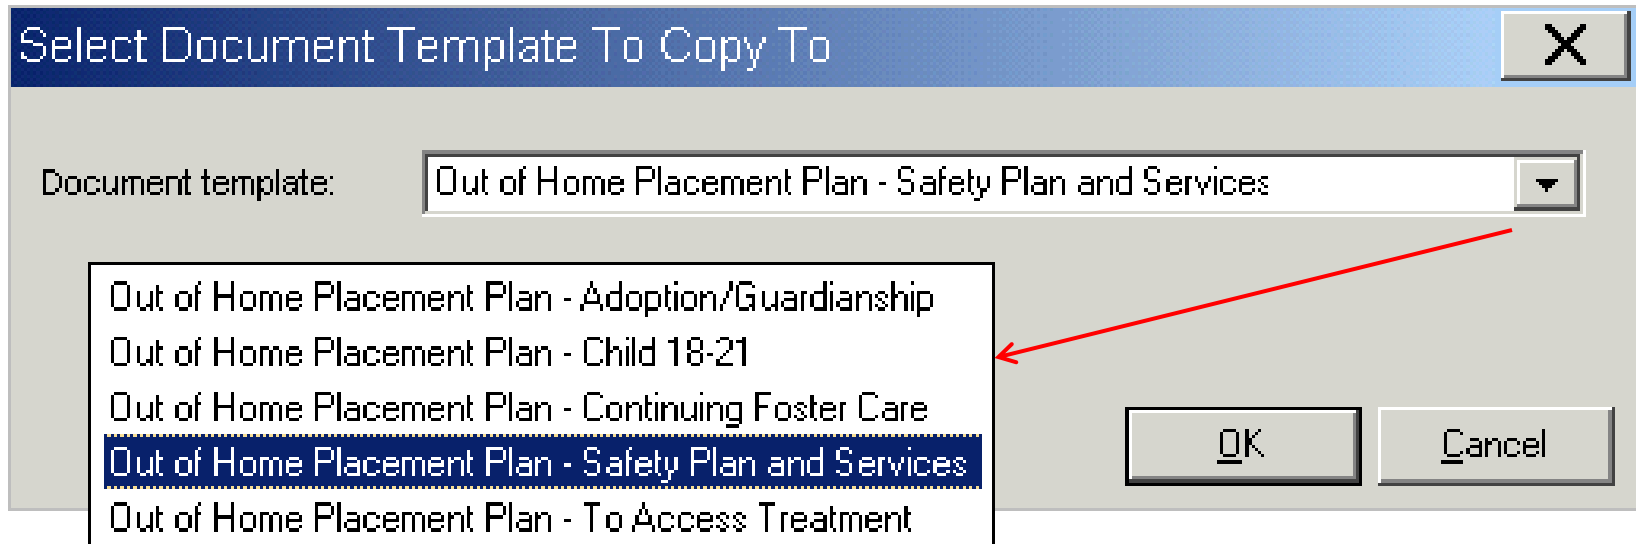 Select Document Template To Copy To
Document template:
Out of Home Placement Plan - Safety Plan and Services
Out of Home Placement Plan - Adoption/Guardianship
Out of Home Placement Plan - Child 18-21
Out of Home Placement Plan - Continuing Foster Care
Out of Home Placement Plan - Safety Plan and Services
Out of Home Placement Plan - To Access Treatment
OK
Cancel